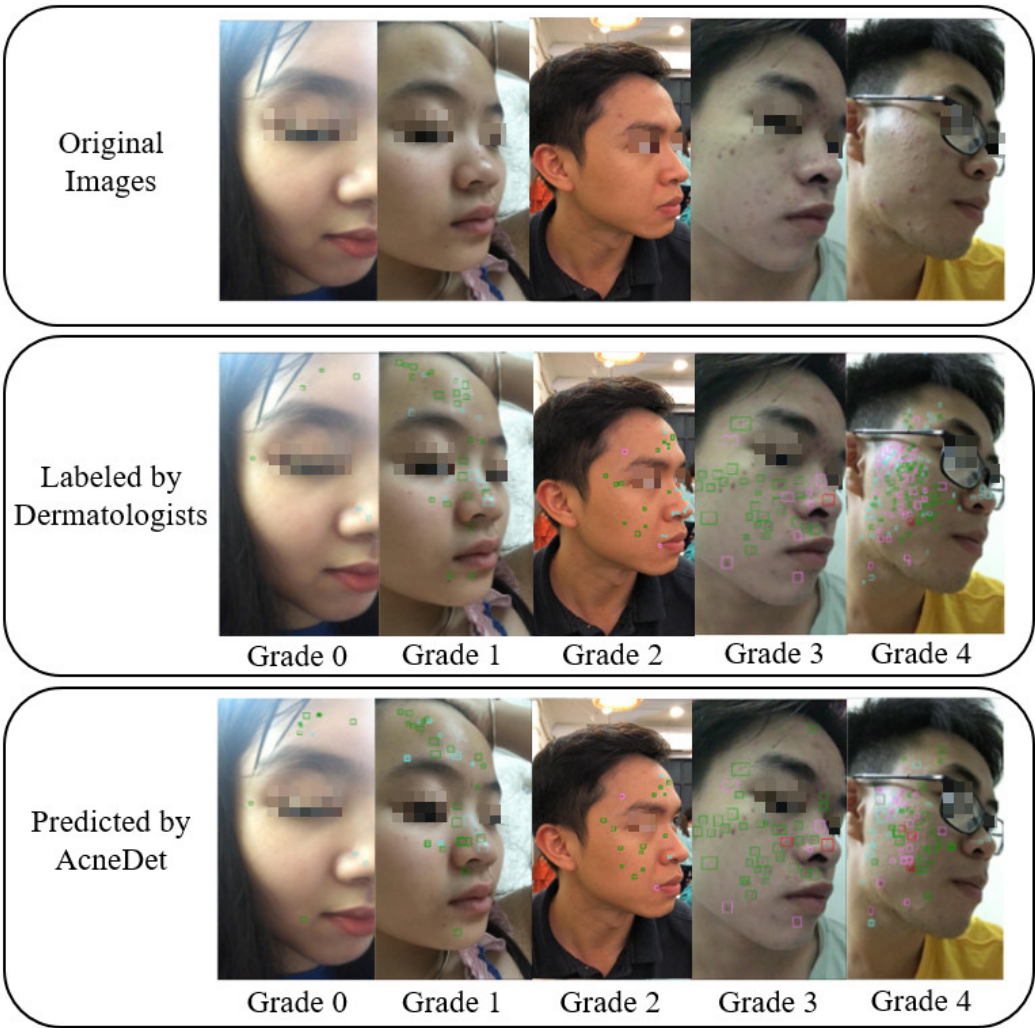 Original
Images
Labeled by
Dermatologists
Grade 0
Grade 1
Grade 2
Grade 3
Grade 4
Predicted by
AcneDet
Grade 0
Grade 1
Grade 2
Grade 3
Grade 4